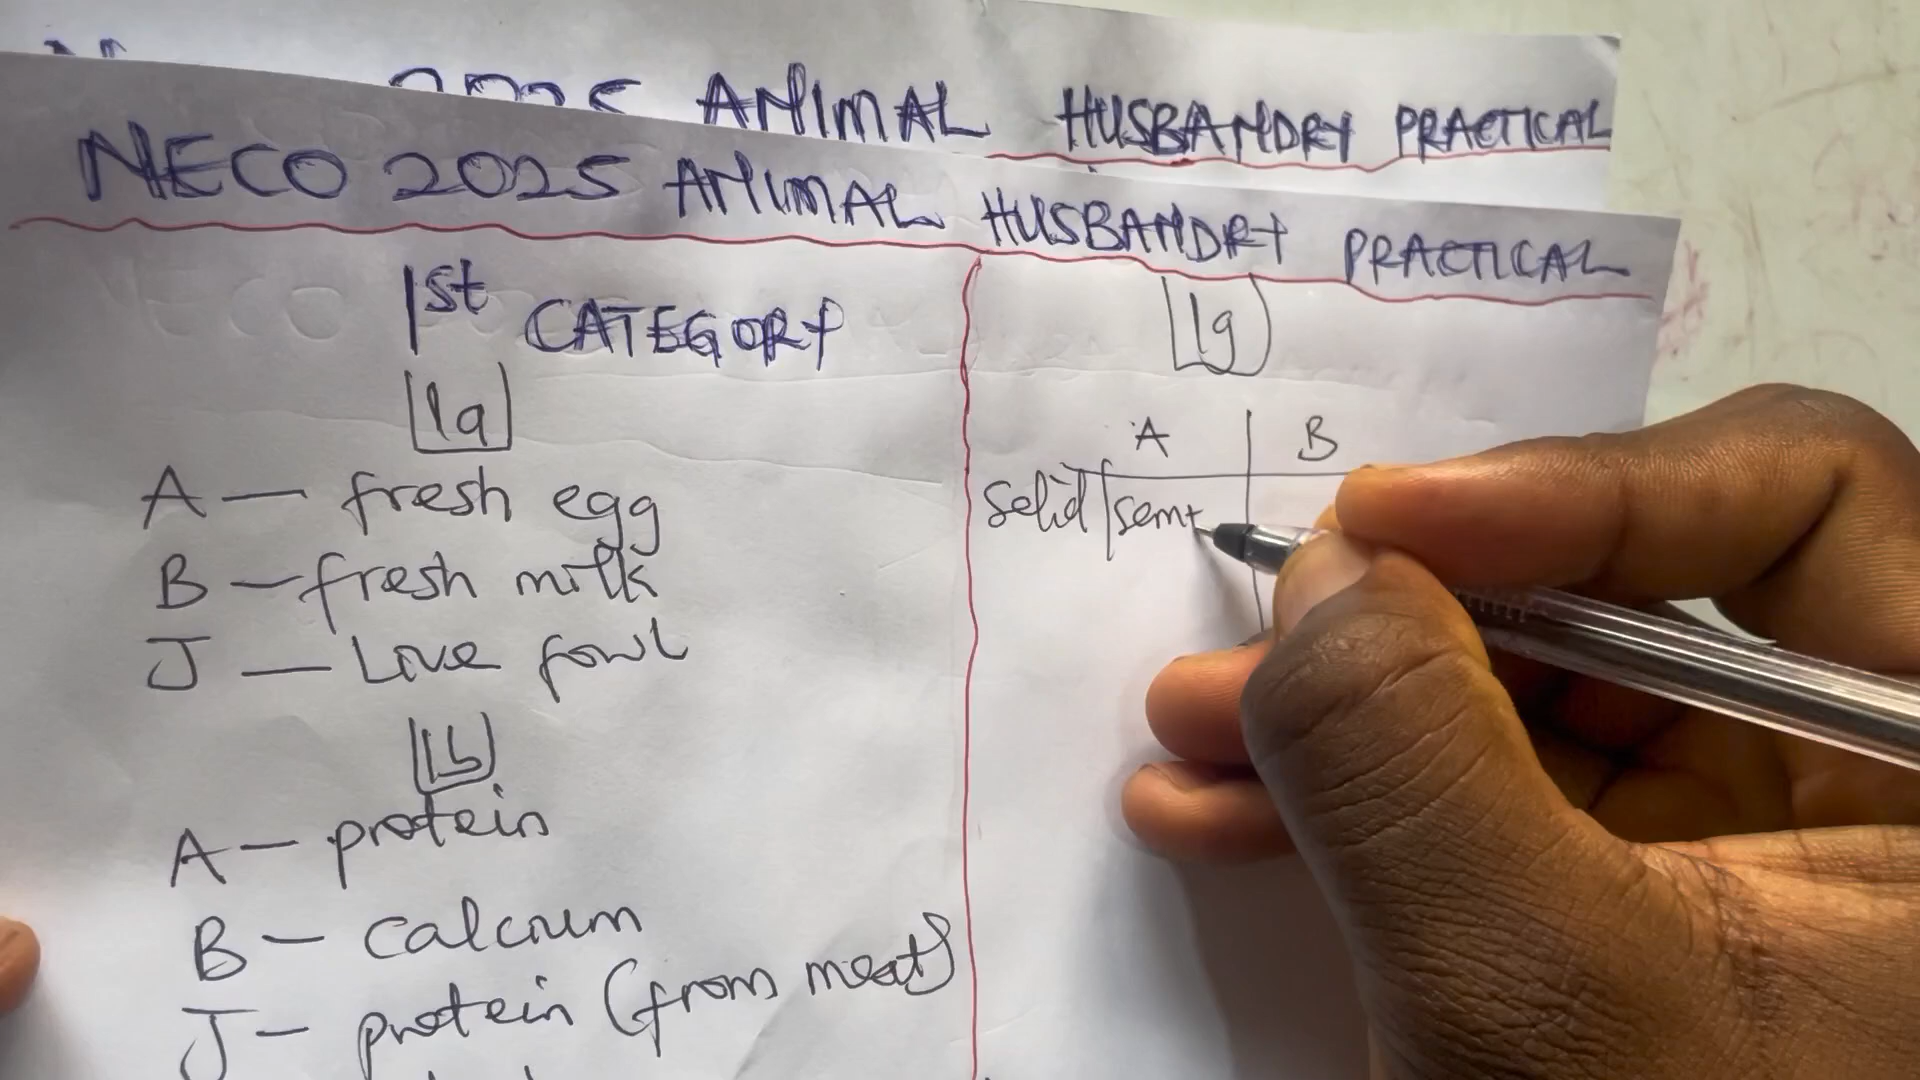 2025 ANIMAL HUSBANDRY PRACTICAL
NECO 2025 ANIMAL HUSBANDRY PRACTICAL
1st CATEGORY
1a
A — fresh egg
B — fresh milk
J — Live fowl
1b
A — protein
B — calcium
J — protein (from meat)
1g
A B
Solid semi